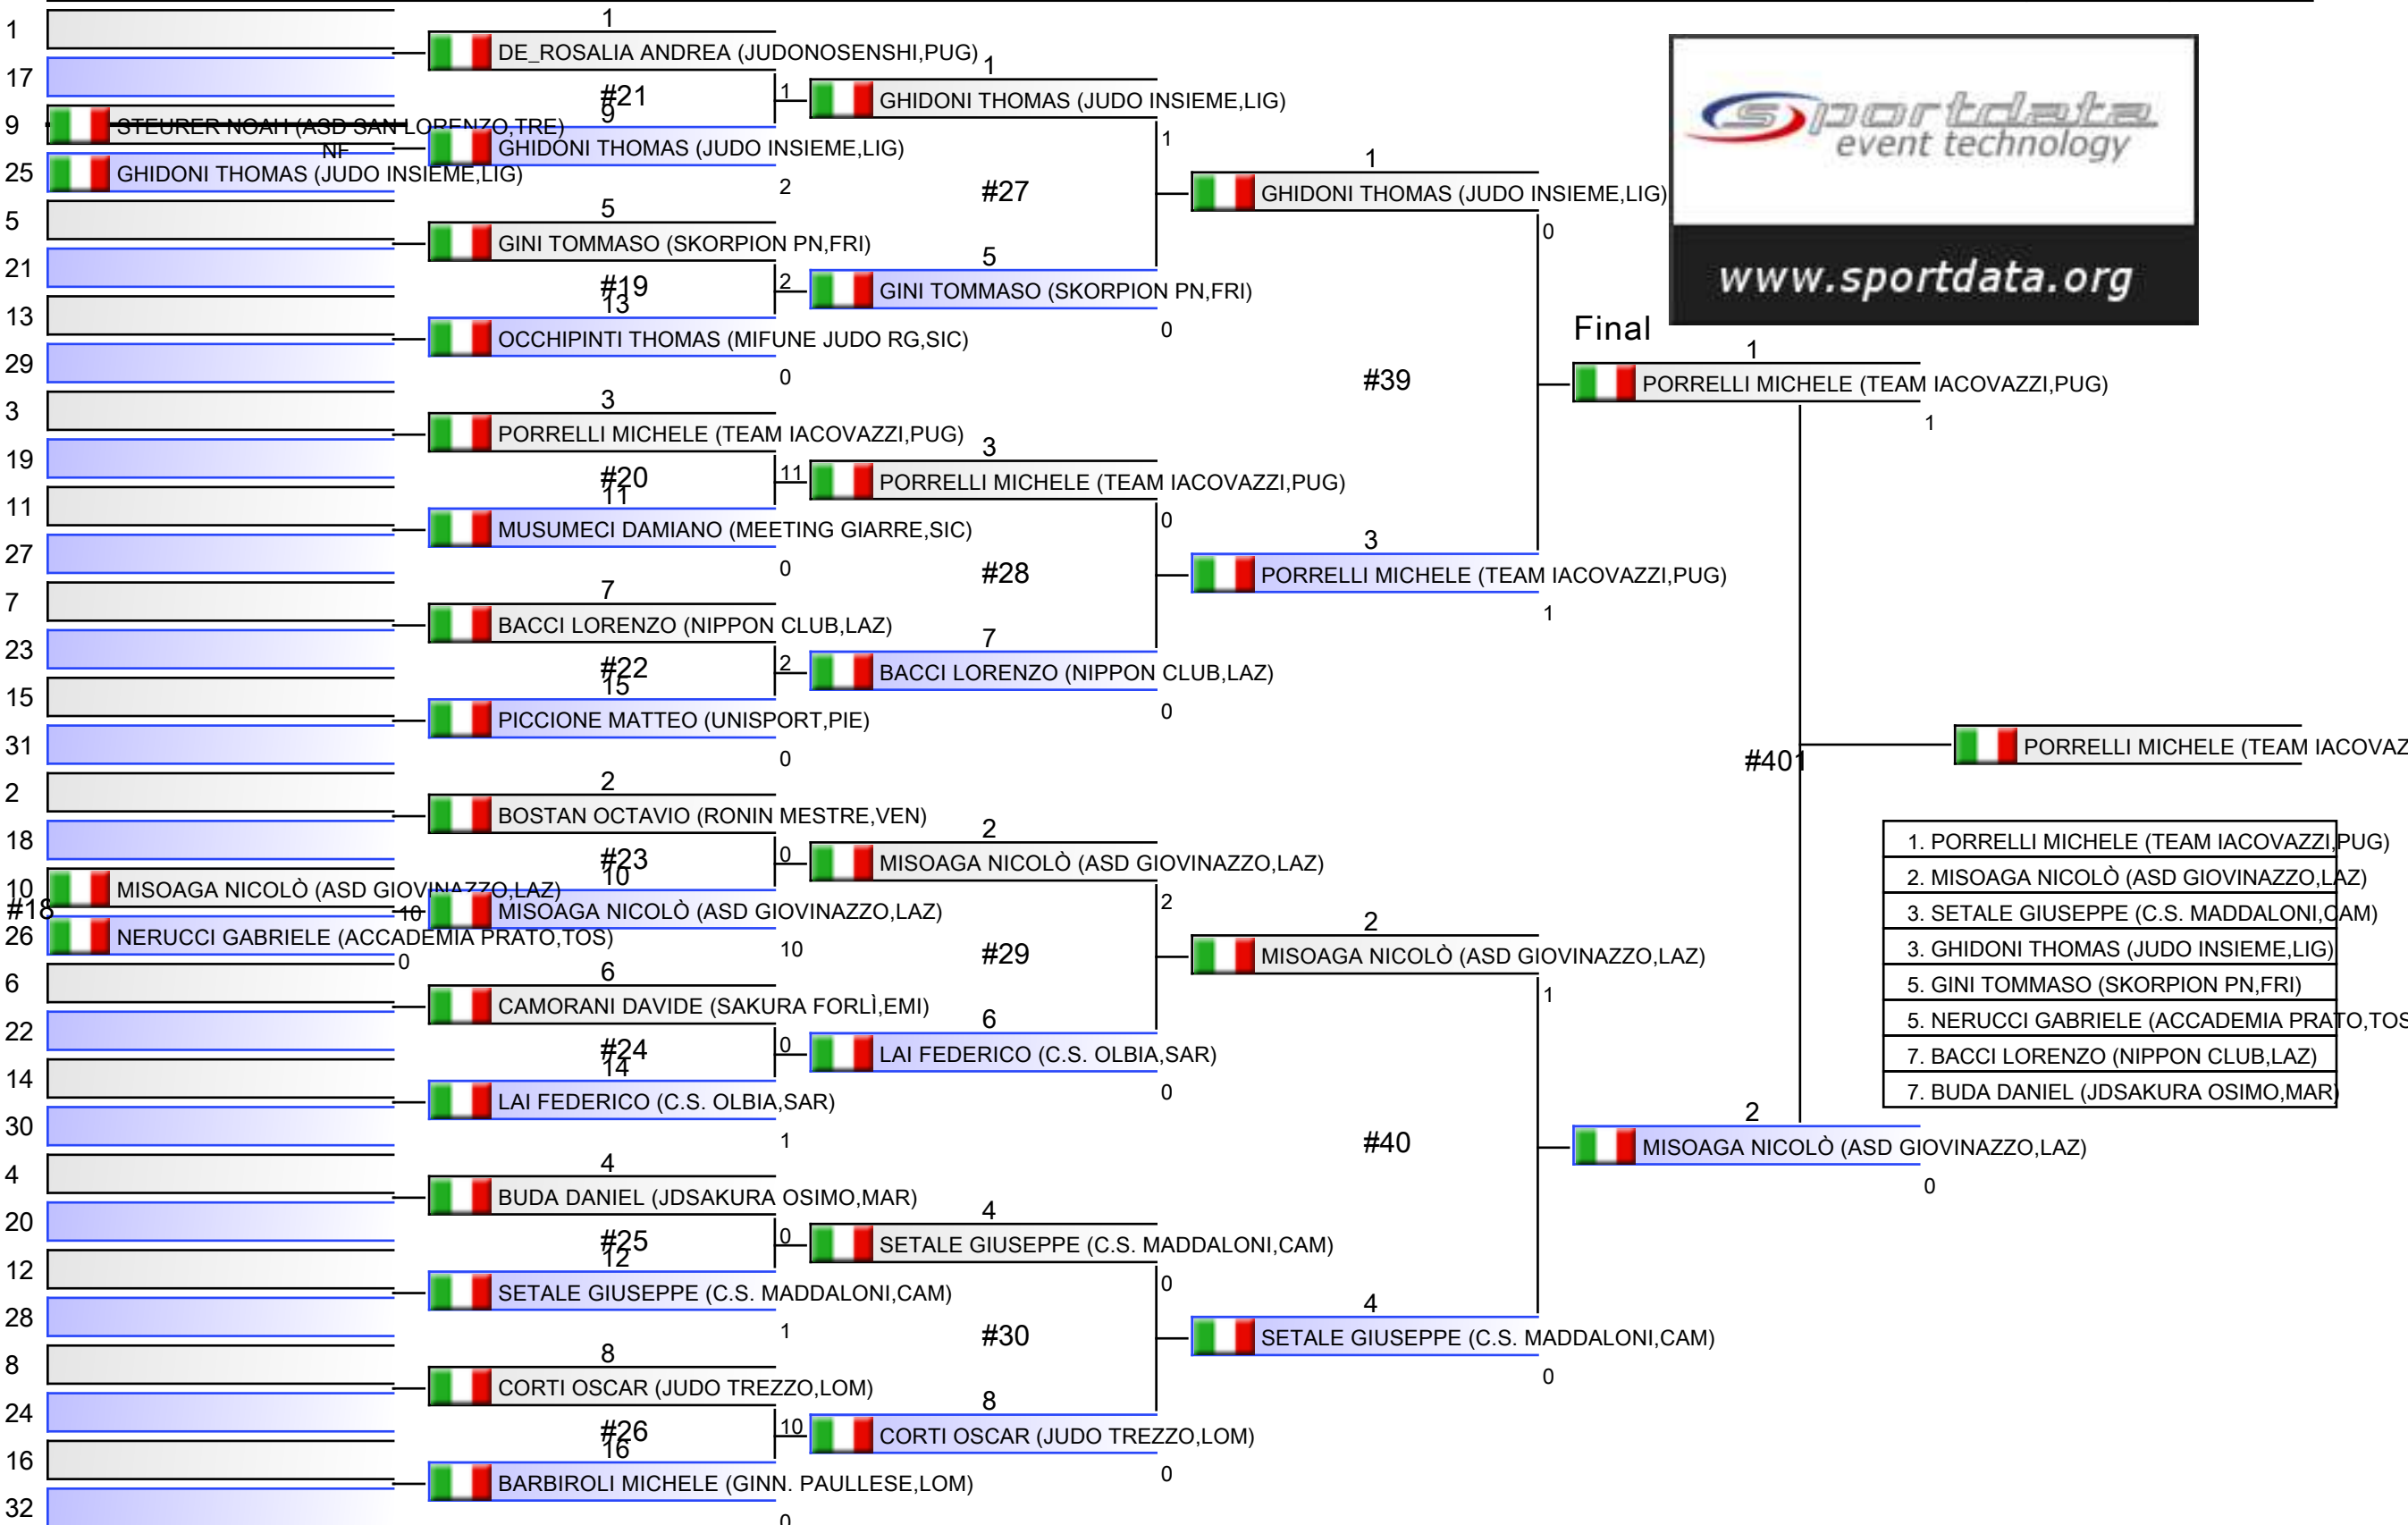 1
17
9
STEURER NOAH (ASD SAN LORENZO,TRE)
NF
25
GHIDONI THOMAS (JUDO INSIEME,LIG)
5
21
13
29
3
19
11
27
7
23
15
31
2
18
10
MISOAGA NICOLÒ (ASD GIOVINAZZO,LAZ)
#18
10
26
NERUCCI GABRIELE (ACCADEMIA PRATO,TOS)
0
6
22
14
30
4
20
12
28
8
24
16
32
1
DE_ROSALIA ANDREA (JUDONOSENSHI,PUG)
#21
1
9
GHIDONI THOMAS (JUDO INSIEME,LIG)
2
5
GINI TOMMASO (SKORPION PN,FRI)
#19
2
13
OCCHIPINTI THOMAS (MIFUNE JUDO RG,SIC)
0
3
PORRELLI MICHELE (TEAM IACOVAZZI,PUG)
#20
11
11
MUSUMECI DAMIANO (MEETING GIARRE,SIC)
0
7
BACCI LORENZO (NIPPON CLUB,LAZ)
#22
2
15
PICCIONE MATTEO (UNISPORT,PIE)
0
2
BOSTAN OCTAVIO (RONIN MESTRE,VEN)
#23
0
10
MISOAGA NICOLÒ (ASD GIOVINAZZO,LAZ)
10
6
CAMORANI DAVIDE (SAKURA FORLÌ,EMI)
#24
0
14
LAI FEDERICO (C.S. OLBIA,SAR)
1
4
BUDA DANIEL (JDSAKURA OSIMO,MAR)
#25
0
12
SETALE GIUSEPPE (C.S. MADDALONI,CAM)
1
8
CORTI OSCAR (JUDO TREZZO,LOM)
#26
10
16
BARBIROLI MICHELE (GINN. PAULLESE,LOM)
0
1
GHIDONI THOMAS (JUDO INSIEME,LIG)
1
#27
5
GINI TOMMASO (SKORPION PN,FRI)
0
3
PORRELLI MICHELE (TEAM IACOVAZZI,PUG)
0
#28
7
BACCI LORENZO (NIPPON CLUB,LAZ)
0
2
MISOAGA NICOLÒ (ASD GIOVINAZZO,LAZ)
2
#29
6
LAI FEDERICO (C.S. OLBIA,SAR)
0
4
SETALE GIUSEPPE (C.S. MADDALONI,CAM)
0
#30
8
CORTI OSCAR (JUDO TREZZO,LOM)
0
1
GHIDONI THOMAS (JUDO INSIEME,LIG)
0
#39
3
PORRELLI MICHELE (TEAM IACOVAZZI,PUG)
1
2
MISOAGA NICOLÒ (ASD GIOVINAZZO,LAZ)
1
#40
4
SETALE GIUSEPPE (C.S. MADDALONI,CAM)
0
sportdata
event technology
www.sportdata.org
Final
1
PORRELLI MICHELE (TEAM IACOVAZZI,PUG)
1
#401
2
MISOAGA NICOLÒ (ASD GIOVINAZZO,LAZ)
0
PORRELLI MICHELE (TEAM IACOVAZ
1. PORRELLI MICHELE (TEAM IACOVAZZI,PUG)
2. MISOAGA NICOLÒ (ASD GIOVINAZZO,LAZ)
3. SETALE GIUSEPPE (C.S. MADDALONI,CAM)
3. GHIDONI THOMAS (JUDO INSIEME,LIG)
5. GINI TOMMASO (SKORPION PN,FRI)
5. NERUCCI GABRIELE (ACCADEMIA PRATO,TOS
7. BACCI LORENZO (NIPPON CLUB,LAZ)
7. BUDA DANIEL (JDSAKURA OSIMO,MAR)